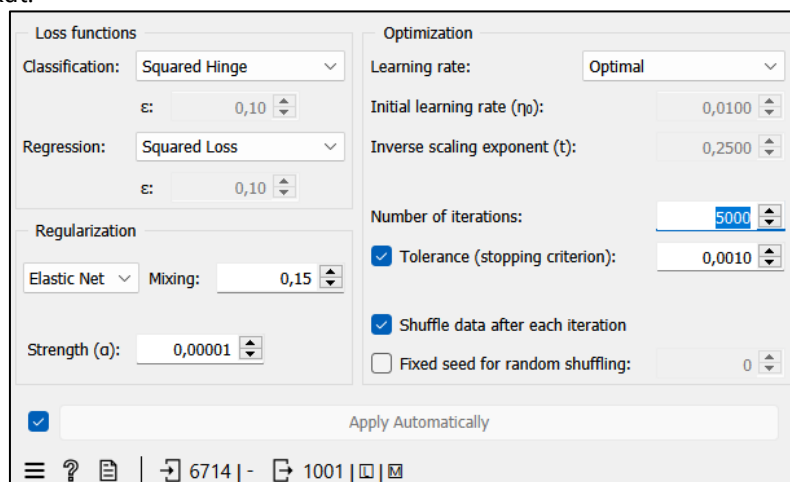 Loss functions
Classification: Squared Hinge
ε: 0,10
Regression: Squared Loss
ε: 0,10
Regularization
Elastic Net Mixing: 0,15
Strength (α): 0,00001
Optimization
Learning rate: Optimal
Initial learning rate (η₀): 0,0100
Inverse scaling exponent (t): 0,2500
Number of iterations: 5000
Tolerance (stopping criterion): 0,0010
Shuffle data after each iteration
Fixed seed for random shuffling: 0
Apply Automatically
? 6714 | - 1001 | L | M